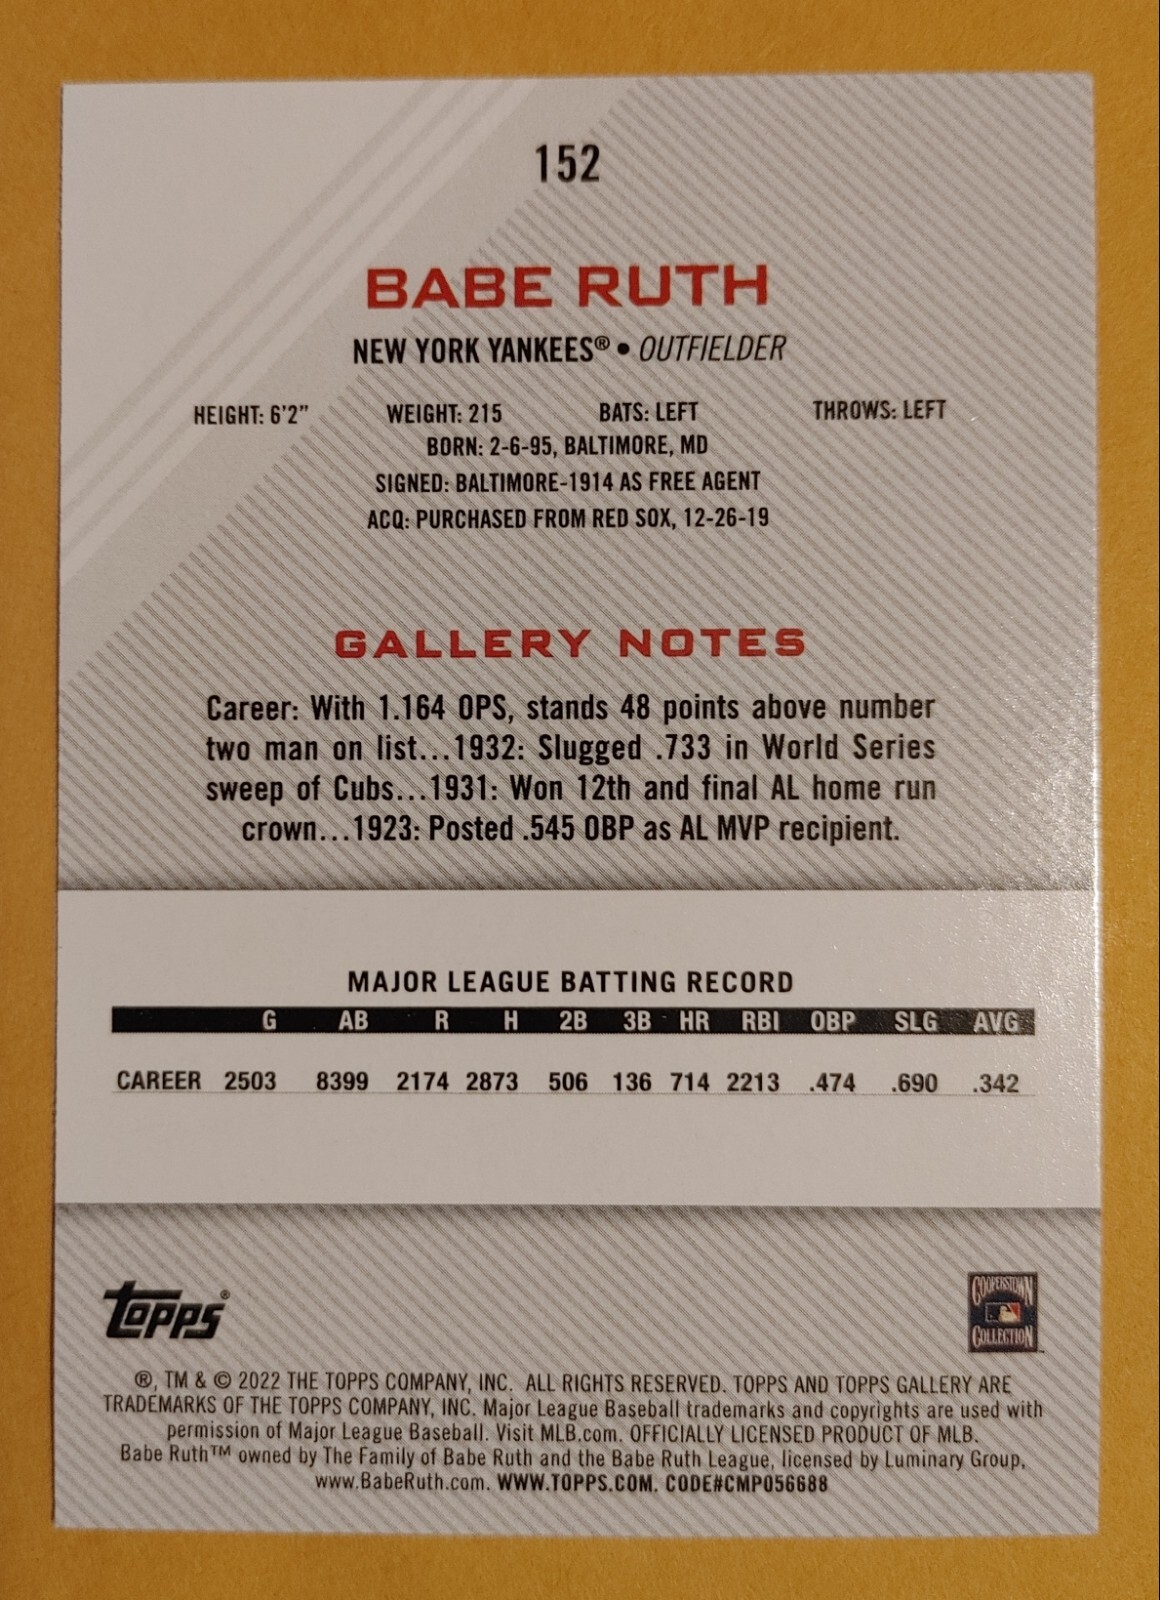 152
BABE RUTH
NEW YORK YANKEES® • OUTFIELDER
HEIGHT: 6'2" WEIGHT: 215 BATS: LEFT THROWS: LEFT
BORN: 2-6-95, BALTIMORE, MD
SIGNED: BALTIMORE-1914 AS FREE AGENT
ACQ: PURCHASED FROM RED SOX, 12-26-19
GALLERY NOTES
Career: With 1.164 OPS, stands 48 points above number
two man on list...1932: Slugged .733 in World Series
sweep of Cubs...1931: Won 12th and final AL home run
crown...1923: Posted .545 OBP as AL MVP recipient.
MAJOR LEAGUE BATTING RECORD
G AB R H 2B 3B HR RBI OBP SLG AVG
CAREER 2503 8399 2174 2873 506 136 714 2213 .474 .690 .342
topps®
COOPERSTOWN
COLLECTION
®, TM & © 2022 THE TOPPS COMPANY, INC. ALL RIGHTS RESERVED. TOPPS AND TOPPS GALLERY ARE
TRADEMARKS OF THE TOPPS COMPANY, INC. Major League Baseball trademarks and copyrights are used with
permission of Major League Baseball. Visit MLB.com. OFFICIALLY LICENSED PRODUCT OF MLB.
Babe Ruth™ owned by The Family of Babe Ruth and the Babe Ruth League, licensed by Luminary Group,
www.BabeRuth.com. WWW.TOPPS.COM. CODE#CMP056688